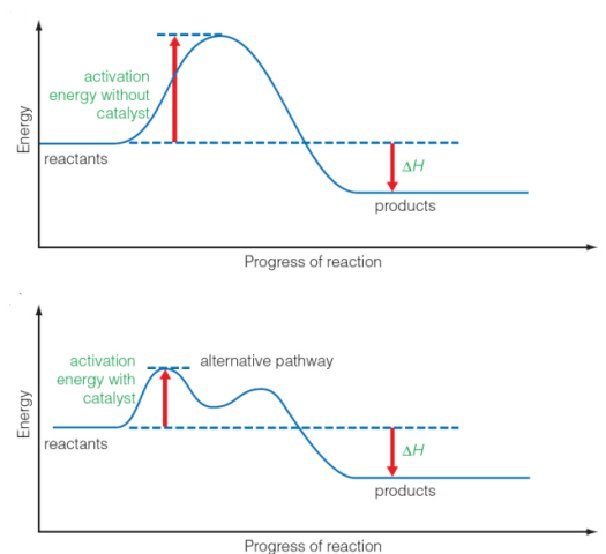 activation
energy without
catalyst
Energy
reactants
ΔH
products
Progress of reaction
activation
energy with
catalyst
alternative pathway
Energy
reactants
ΔH
products
Progress of reaction